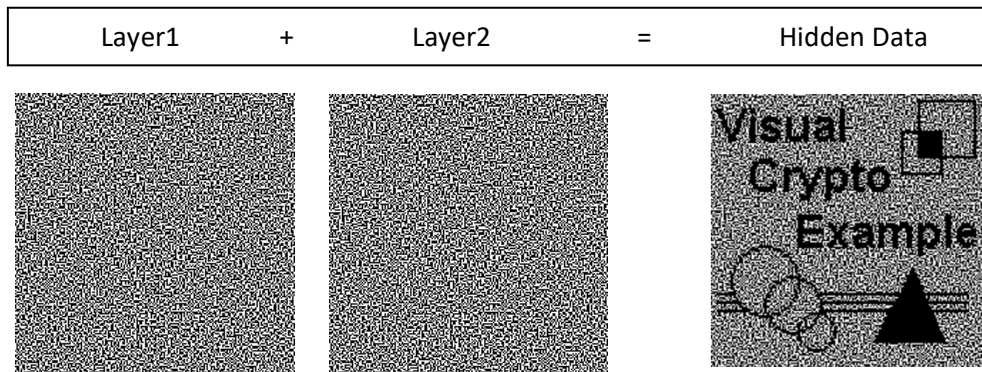 Layer1 + Layer2 = Hidden Data
Visual
Crypto
Example